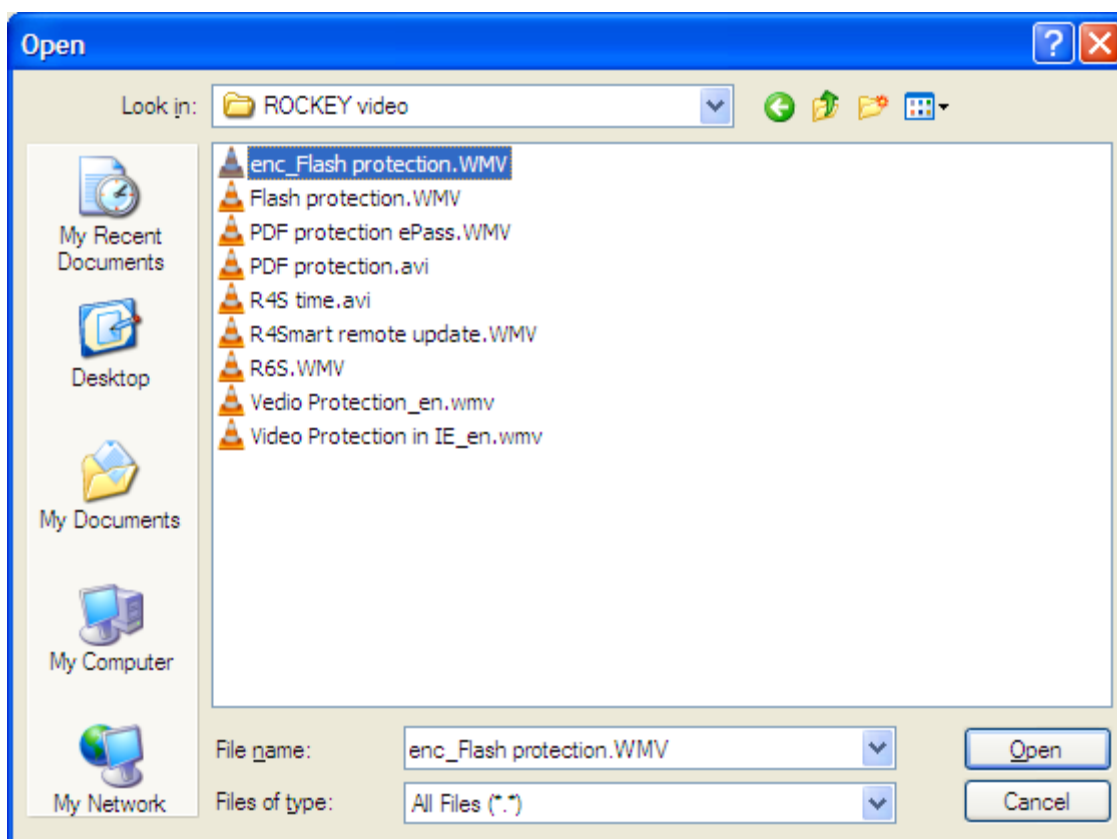 Open
Look in: ROCKEY video
My Recent
Documents
Desktop
My Documents
My Computer
My Network
enc_Flash protection.WMV
Flash protection.WMV
PDF protection ePass.WMV
PDF protection.avi
R4S time.avi
R4Smart remote update.WMV
R6S.WMV
Vedio Protection_en.wmv
Video Protection in IE_en.wmv
File name: enc_Flash protection.WMV Open
Files of type: All Files (*.*) Cancel